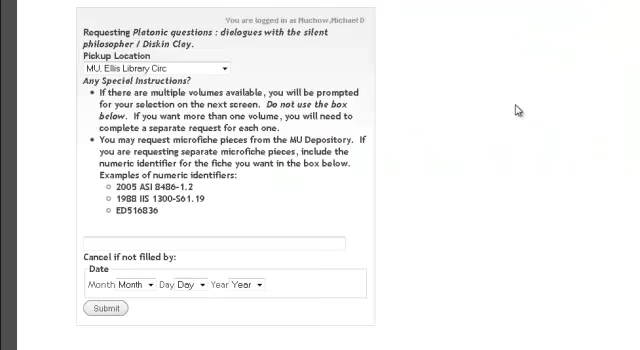 You are logged in as Muchow,Michael D
Requesting Platonic questions : dialogues with the silent
philosopher / Diskin Clay.
Pickup Location
MU. Ellis Library Circ
Any Special Instructions?
If there are multiple volumes available, you will be prompted
for your selection on the next screen. Do not use the box
below. If you want more than one volume, you will need to
complete a separate request for each one.
You may request microfiche pieces from the MU Depository. If
you are requesting separate microfiche pieces, include the
numeric identifier for the fiche you want in the box below.
Examples of numeric identifiers:
2005 ASI 8486-1.2
1988 IIS 1300-S61.19
ED516836
Cancel if not filled by:
Date
Month Month Day Day Year Year
Submit